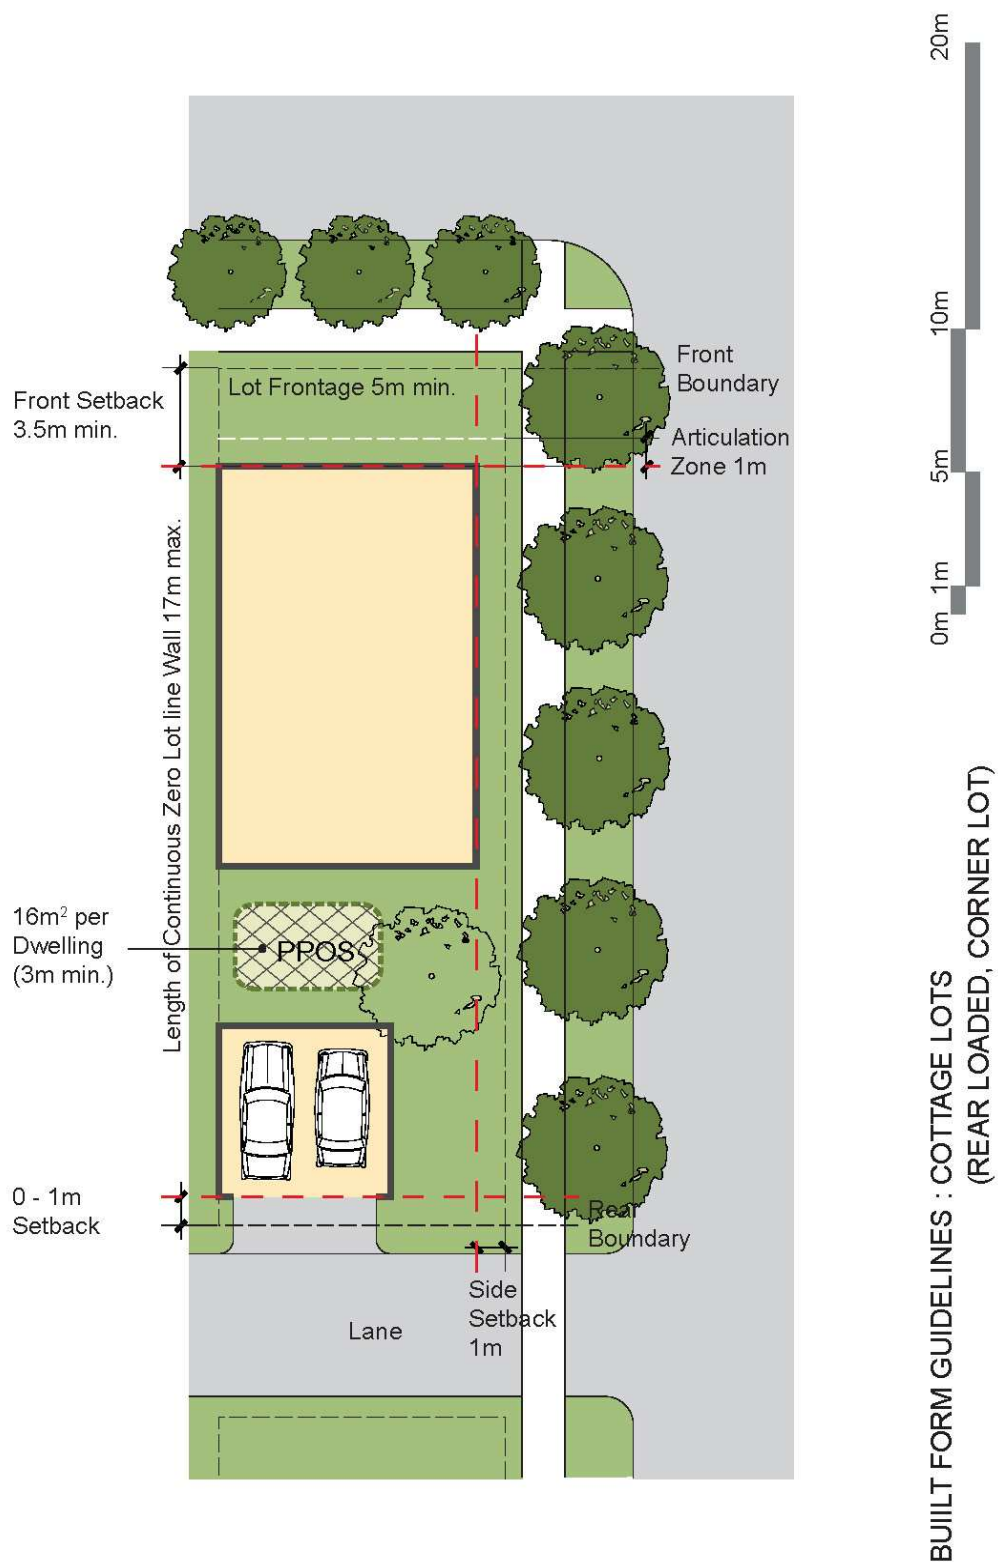 Lot Frontage 5m min.
Front
Boundary
Front Setback
3.5m min.
Articulation
Zone 1m
Length of Continuous Zero Lot line Wall 17m max.
16m² per
Dwelling
(3m min.)
PPOS
0 - 1m
Setback
Rear
Boundary
Side
Setback
1m
Lane
0m 1m 5m 10m 20m
BUIILT FORM GUIDELINES : COTTAGE LOTS
(REAR LOADED, CORNER LOT)